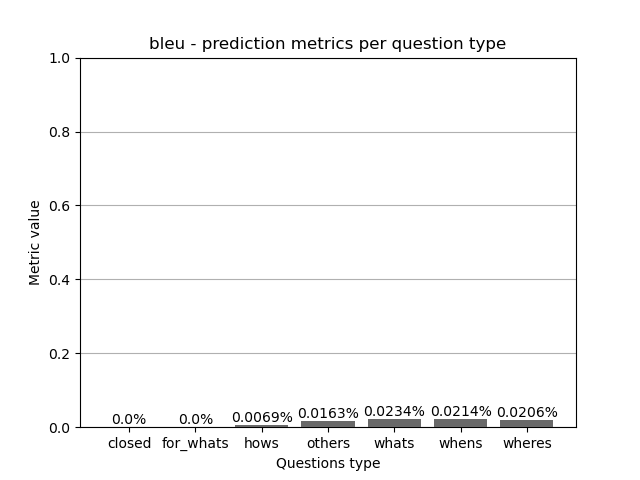 bleu - prediction metrics per question type
1.0
0.8
0.6
0.4
0.2
0.0
Metric value
0.0%
0.0%
0.0069%
0.0163%
0.0234%
0.0214%
0.0206%
closed
for_whats
hows
others
whats
whens
wheres
Questions type